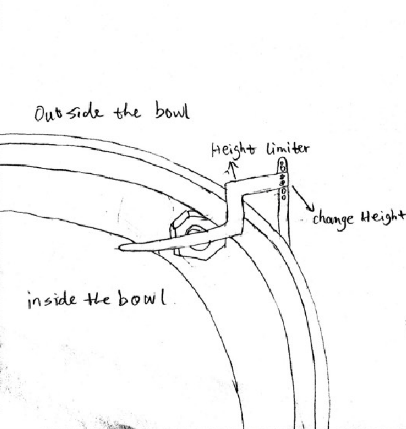 Outside the bowl
Height limiter
change Height
inside the bowl